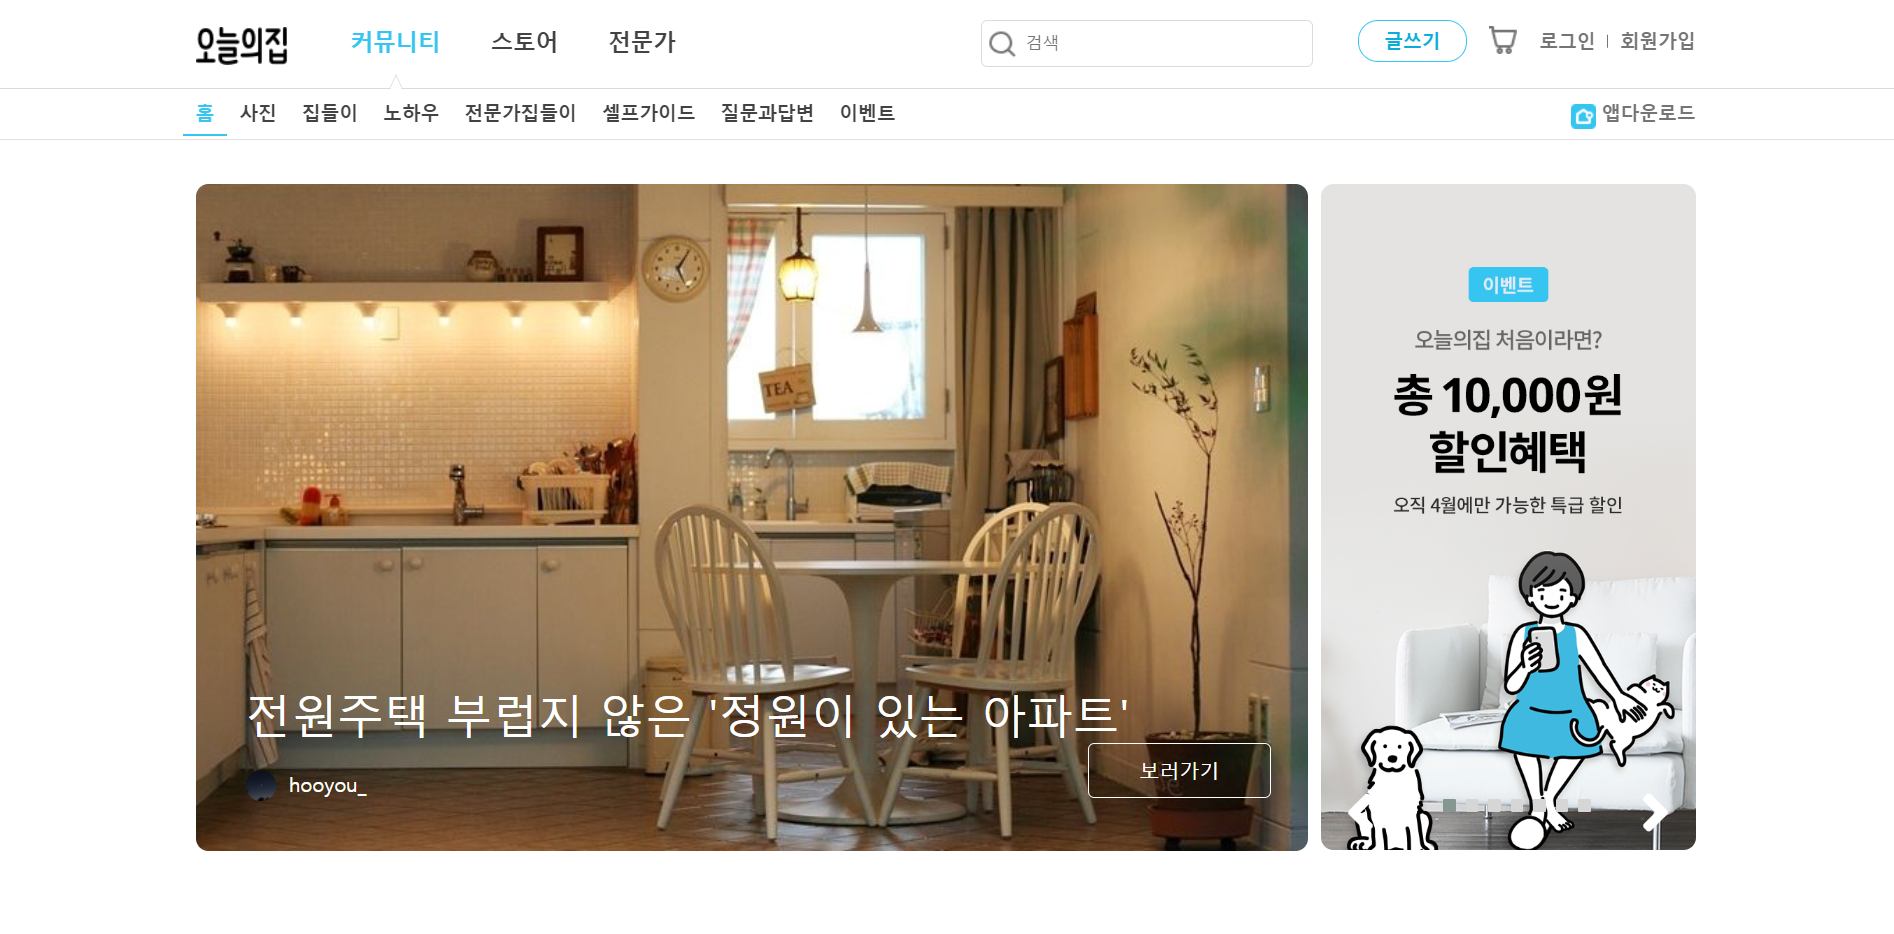 오늘의집 커뮤니티 스토어 전문가 검색 글쓰기 로그인 | 회원가입
홈 사진 집들이 노하우 전문가집들이 셀프가이드 질문과답변 이벤트 앱다운로드
TEA
전원주택 부럽지 않은 '정원이 있는 아파트'
hooyou_
보러가기
이벤트
오늘의집 처음이라면?
총 10,000원
할인혜택
오직 4월에만 가능한 특급 할인